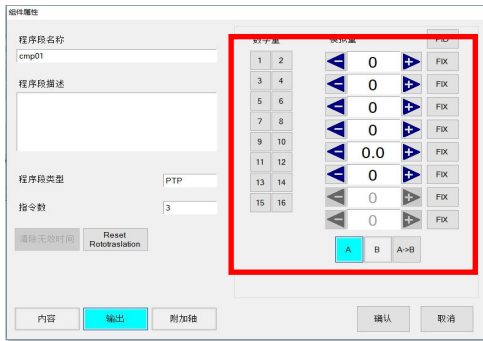 组件属性
程序段名称
cmp01
程序段描述
程序段类型 PTP
指令数 3
清除无效时间 Reset Rototraslation
内容 输出 附加轴
数字量 模拟量
1 2 0 FIX
3 4 0 FIX
5 6 0 FIX
7 8 0 FIX
9 10 0.0 FIX
11 12 0 FIX
13 14 0 FIX
15 16 0 FIX
A B A->B
确认 取消